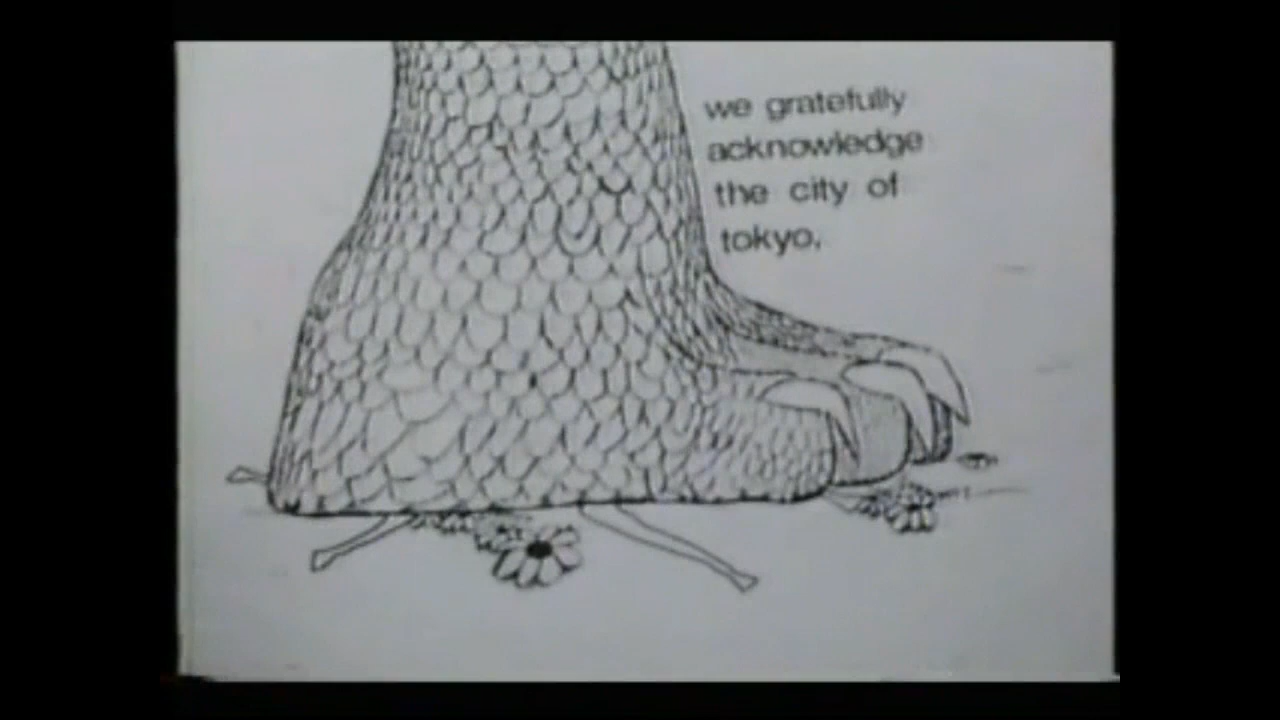 we gratefully
acknowledge
the city of
tokyo.